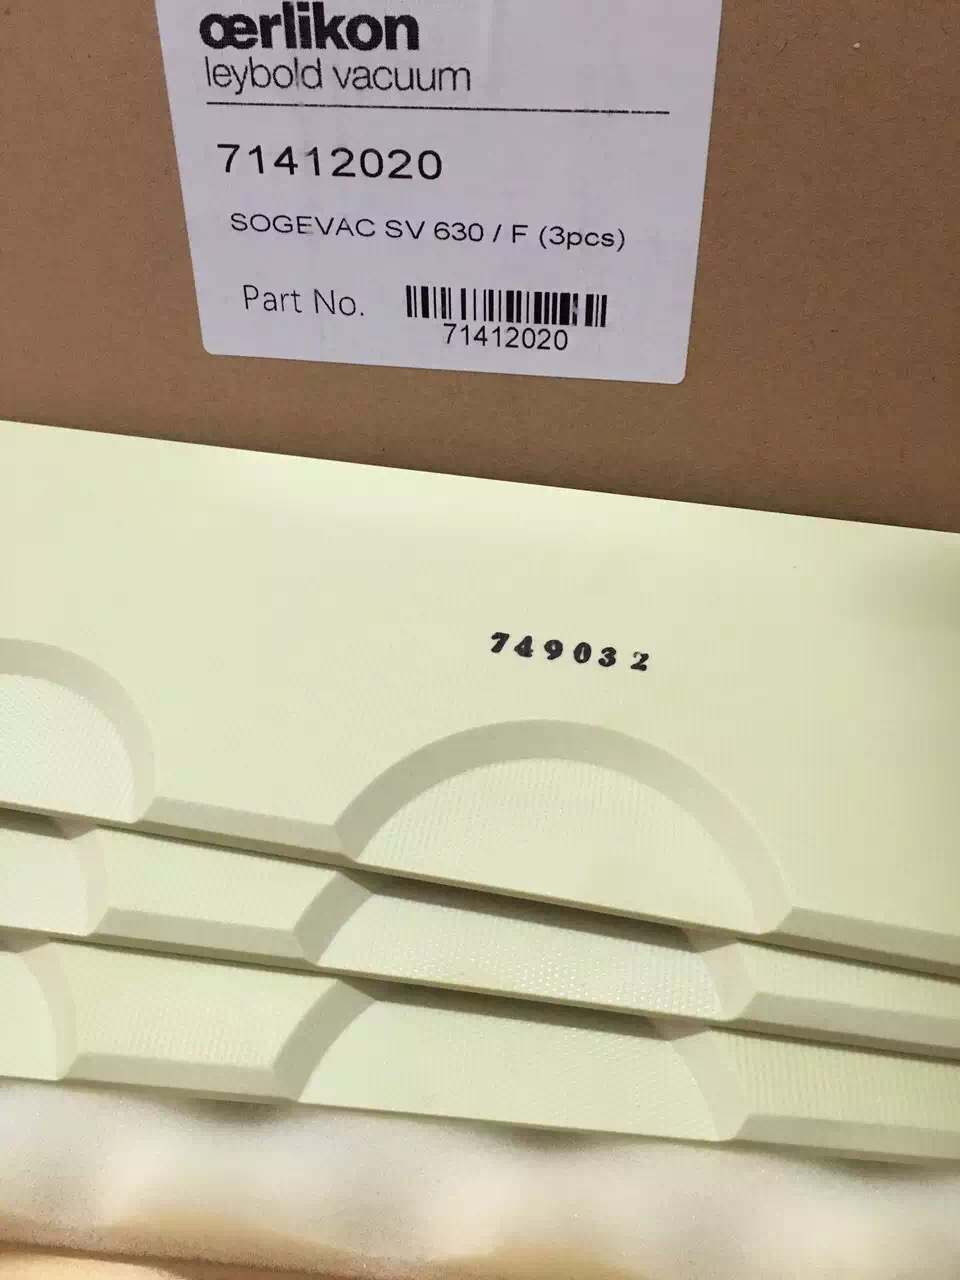 œrlikon
leybold vacuum
71412020
SOGEVAC SV 630 / F (3pcs)
Part No.
71412020
749032